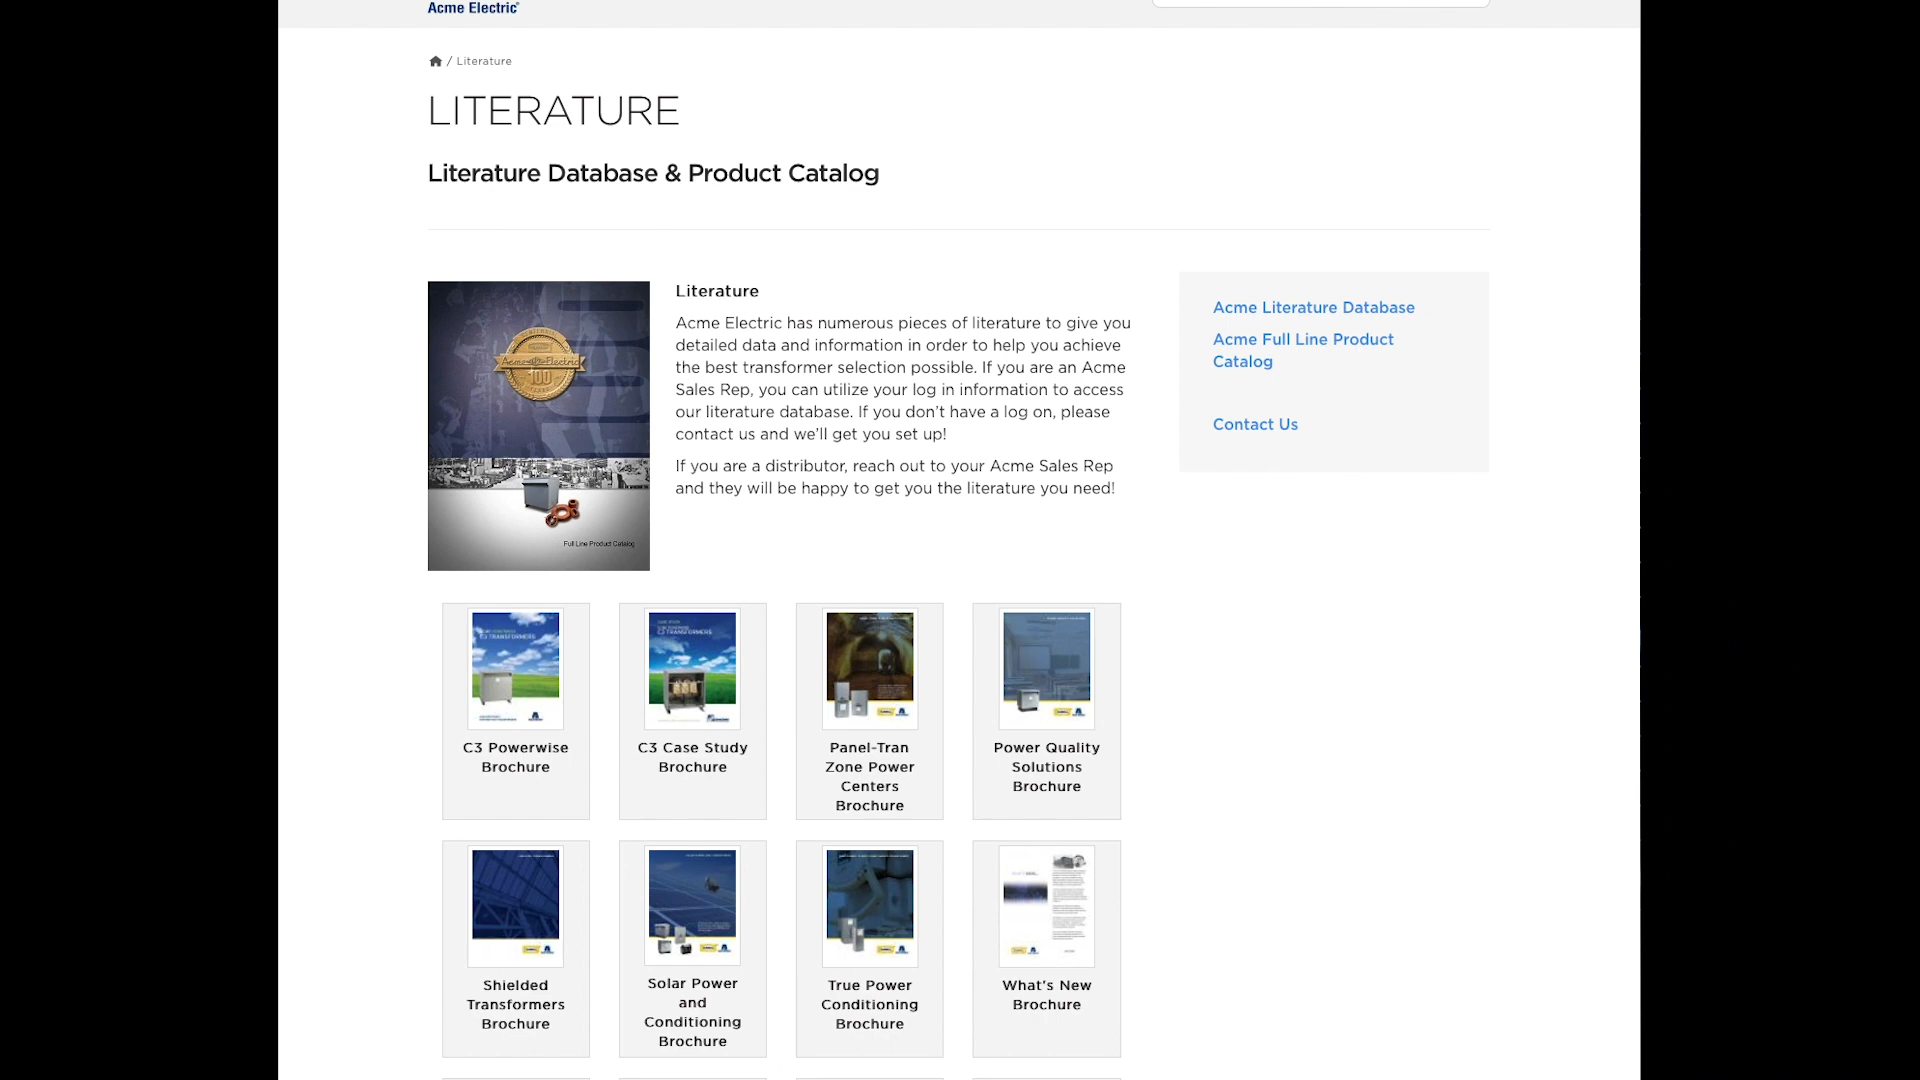 Acme Electric
/ Literature
LITERATURE
Literature Database & Product Catalog
Literature
Acme Electric has numerous pieces of literature to give you
detailed data and information in order to help you achieve
the best transformer selection possible. If you are an Acme
Sales Rep, you can utilize your log in information to access
our literature database. If you don't have a log on, please
contact us and we'll get you set up!
If you are a distributor, reach out to your Acme Sales Rep
and they will be happy to get you the literature you need!
Acme Electric
100
Full Line Product Catalog
Acme Literature Database
Acme Full Line Product
Catalog
Contact Us
C3 TRANSFORMERS
C3 Powerwise
Brochure
C3 TRANSFORMERS
C3 Case Study
Brochure
Panel-Tran
Zone Power
Centers
Brochure
Power Quality
Solutions
Brochure
Shielded
Transformers
Brochure
Solar Power
and
Conditioning
Brochure
True Power
Conditioning
Brochure
What's New
Brochure